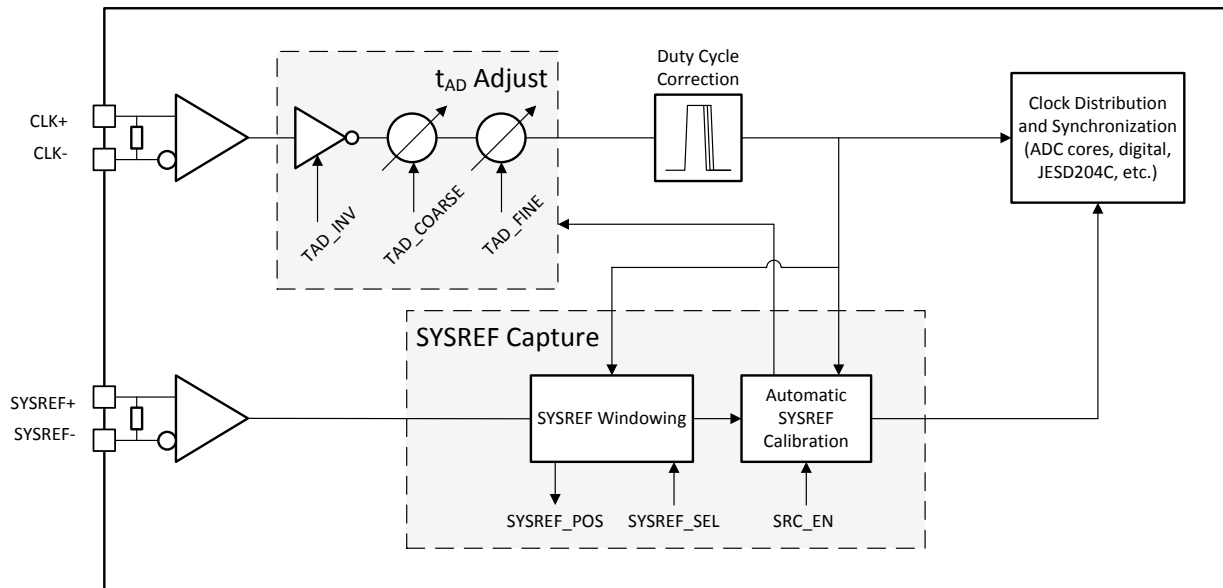 Duty Cycle
Correction
t_AD Adjust
CLK+
CLK-
Clock Distribution
and Synchronization
(ADC cores, digital,
JESD204C, etc.)
TAD_INV
TAD_COARSE
TAD_FINE
SYSREF Capture
SYSREF+
SYSREF-
SYSREF Windowing
Automatic
SYSREF
Calibration
SYSREF_POS
SYSREF_SEL
SRC_EN